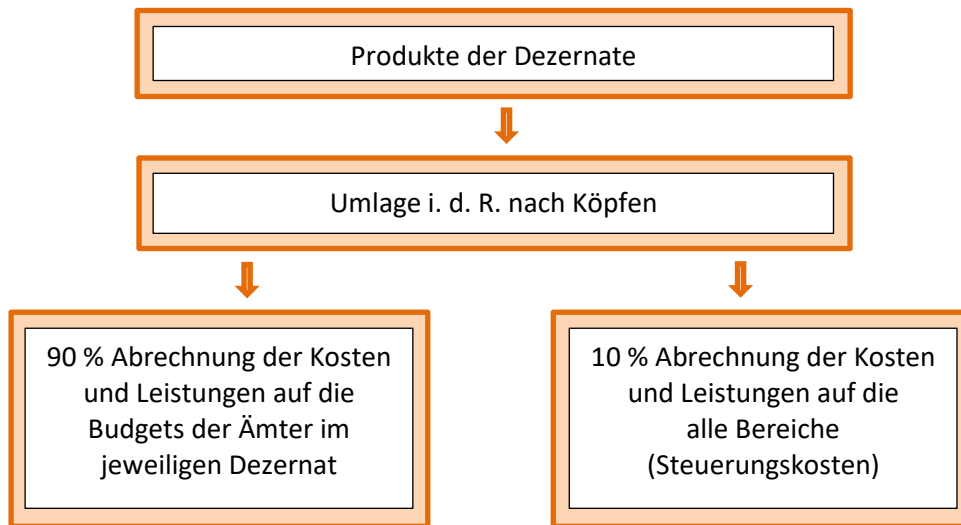 Produkte der Dezernate
Umlage i. d. R. nach Köpfen
90 % Abrechnung der Kosten
und Leistungen auf die
Budgets der Ämter im
jeweiligen Dezernat
10 % Abrechnung der Kosten
und Leistungen auf die
alle Bereiche
(Steuerungskosten)